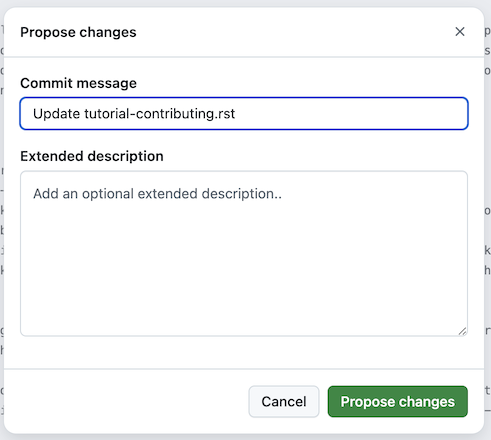 Propose changes
Commit message
Update tutorial-contributing.rst
Extended description
Add an optional extended description..
Cancel
Propose changes